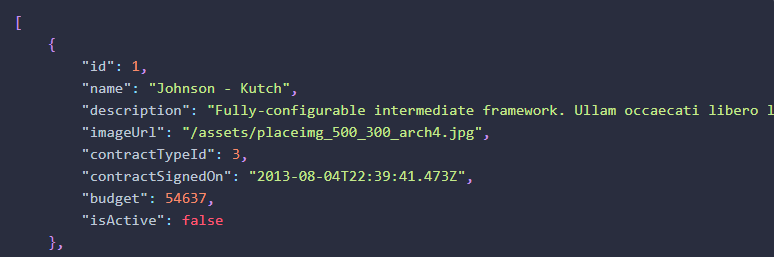 [
{
"id": 1,
"name": "Johnson - Kutch",
"description": "Fully-configurable intermediate framework. Ullam occaecati libero l
"imageUrl": "/assets/placeimg_500_300_arch4.jpg",
"contractTypeId": 3,
"contractSignedOn": "2013-08-04T22:39:41.473Z",
"budget": 54637,
"isActive": false
},